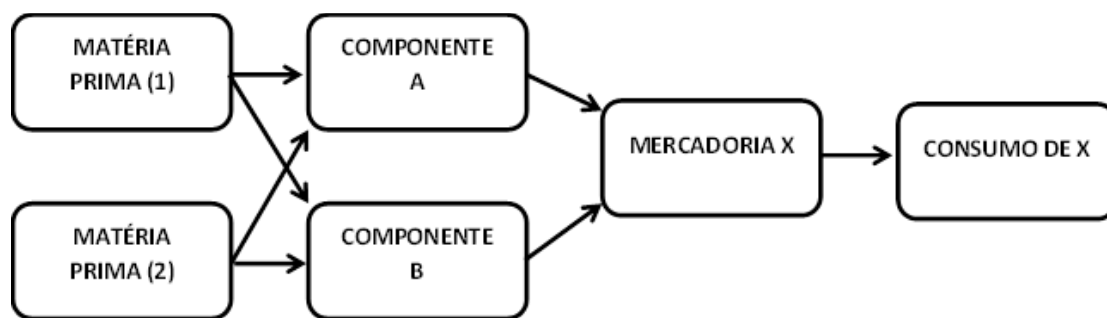 MATÉRIA
PRIMA (1)
COMPONENTE
A
MATÉRIA
PRIMA (2)
COMPONENTE
B
MERCADORIA X
CONSUMO DE X